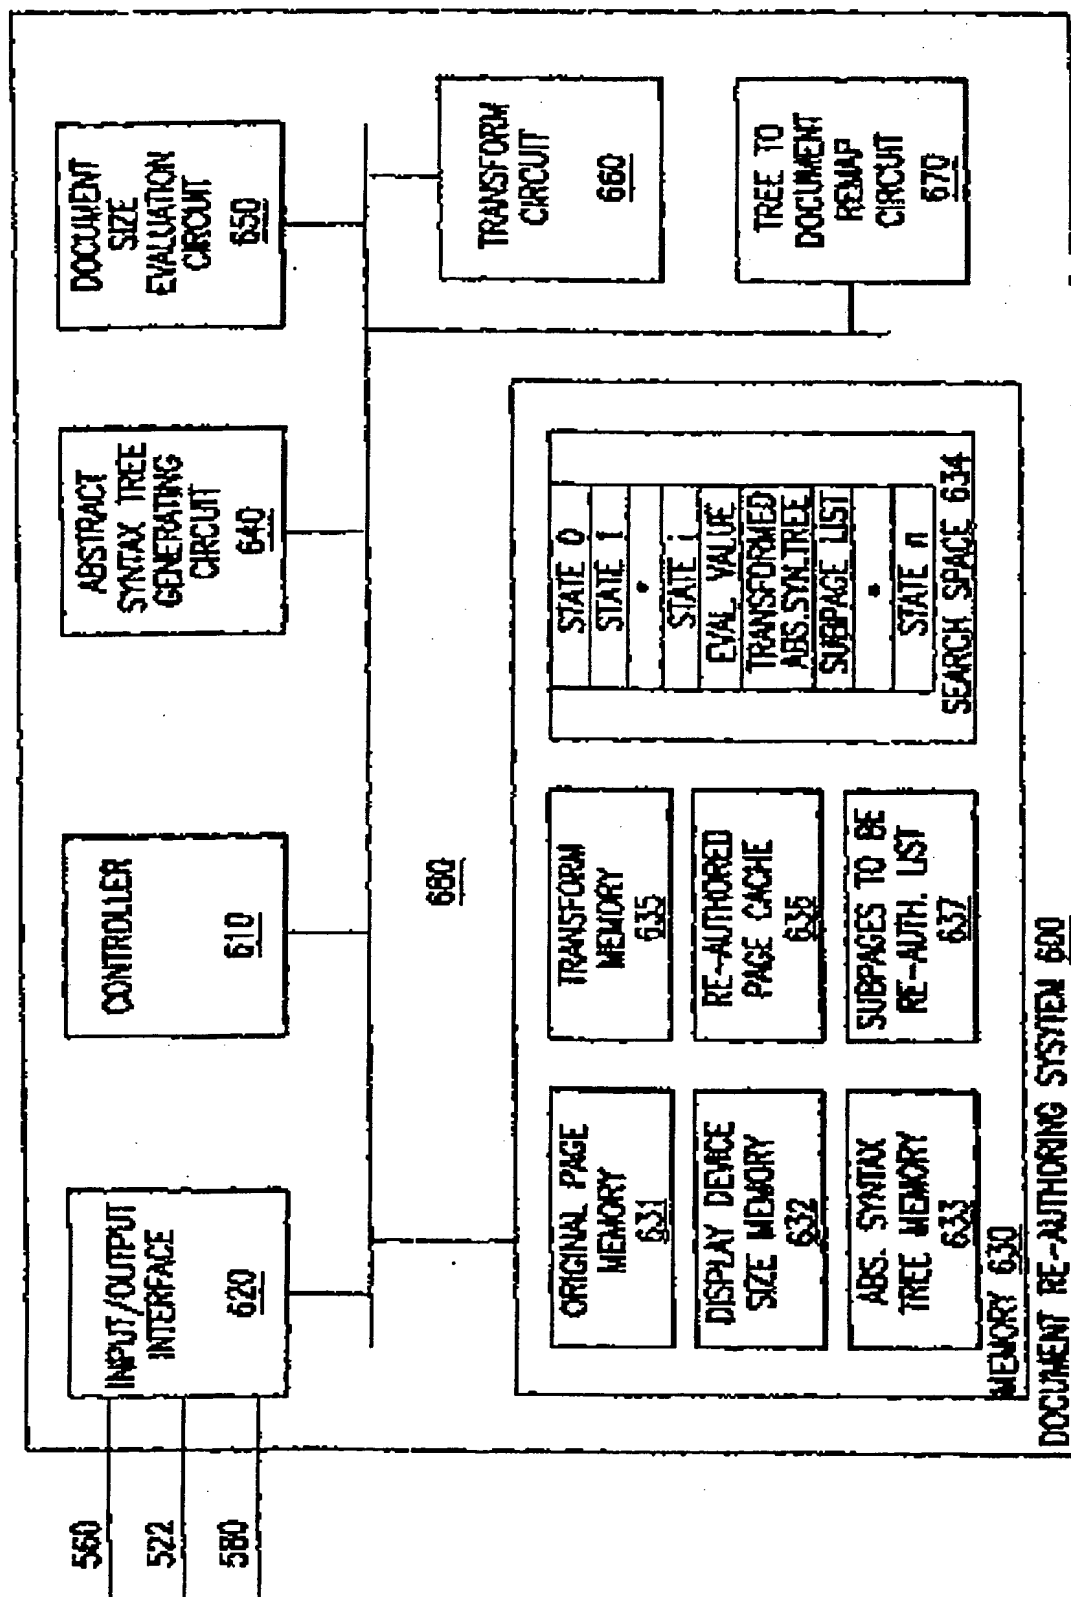 560
522
580
INPUT/OUTPUT
INTERFACE
620
CONTROLLER
610
ABSTRACT
SYNTAX TREE
GENERATING
CIRCUIT
640
DOCUMENT
SIZE
EVALUATION
CIRCUIT
650
680
TRANSFORM
CIRCUIT
660
TREE TO
DOCUMENT
REMAP
CIRCUIT
670
ORIGINAL PAGE
MEMORY
631
DISPLAY DEVICE
SIZE MEMORY
632
ABS. SYNTAX
TREE MEMORY
633
TRANSFORM
MEMORY
635
RE-AUTHORED
PAGE CACHE
636
SUBPAGES TO BE
RE-AUTH. LIST
637
STATE 0
STATE 1
STATE i
EVAL VALUE
TRANSFORMED
ABS.SYN.TREE
SUBPAGE LIST
STATE n
SEARCH SPACE 634
MEMORY 630
DOCUMENT RE-AUTHORING SYSYTEM 600